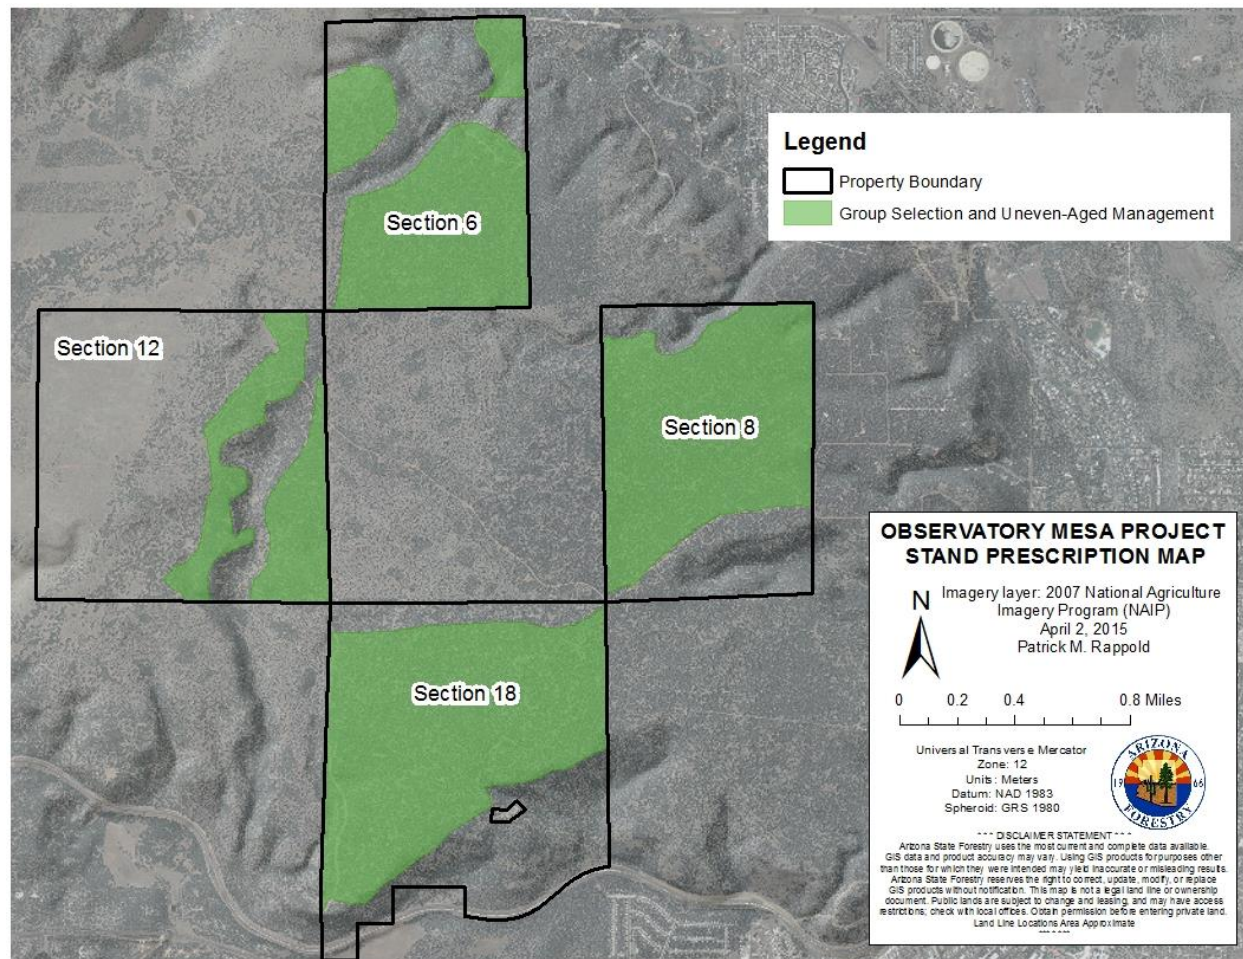 Legend
Property Boundary
Group Selection and Uneven-Aged Management
Section 6
Section 12
Section 8
Section 18
OBSERVATORY MESA PROJECT
STAND PRESCRIPTION MAP
Imagery layer: 2007 National Agriculture
Imagery Program (NAIP)
April 2, 2015
Patrick M. Rappold
N
0 0.2 0.4 0.8 Miles
Universal Transverse Mercator
Zone: 12
Units: Meters
Datum: NAD 1983
Spheroid: GRS 1980
ARIZONA
19 66
FORESTRY
*** DISCLAIMER STATEMENT ***
Arizona State Forestry uses the most current and complete data available.
GIS data and product accuracy may vary. Using GIS products for purposes other
than those for which they were intended may yield inaccurate or misleading results.
Arizona State Forestry reserves the right to correct, update, modify, or replace
GIS products without notification. This map is not a legal land line or ownership
document. Public lands are subject to change and leasing, and may have access
restrictions; check with local offices. Obtain permission before entering private land.
Land Line Locations Area Approximate